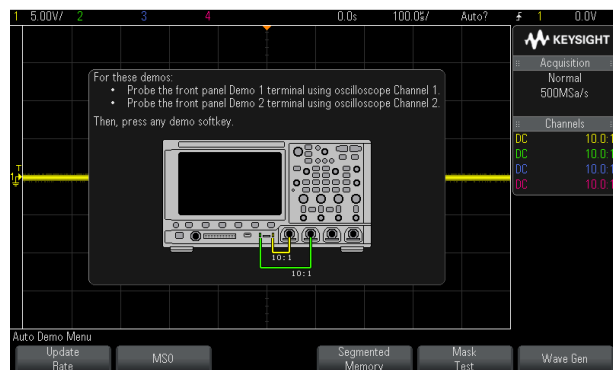 1 5.00V/ 2 3 4 0.0s 100.0␣/ Auto? 1 0.0V
KEYSIGHT
Acquisition
Normal
500MSa/s
Channels
DC 10.0:1
DC 10.0:1
DC 10.0:1
DC 10.0:1
For these demos:
• Probe the front panel Demo 1 terminal using oscilloscope Channel 1.
• Probe the front panel Demo 2 terminal using oscilloscope Channel 2.
Then, press any demo softkey.
10:1
10:1
T
1
Auto Demo Menu
Update
Rate
MSO
Segmented
Memory
Mask
Test
Wave Gen